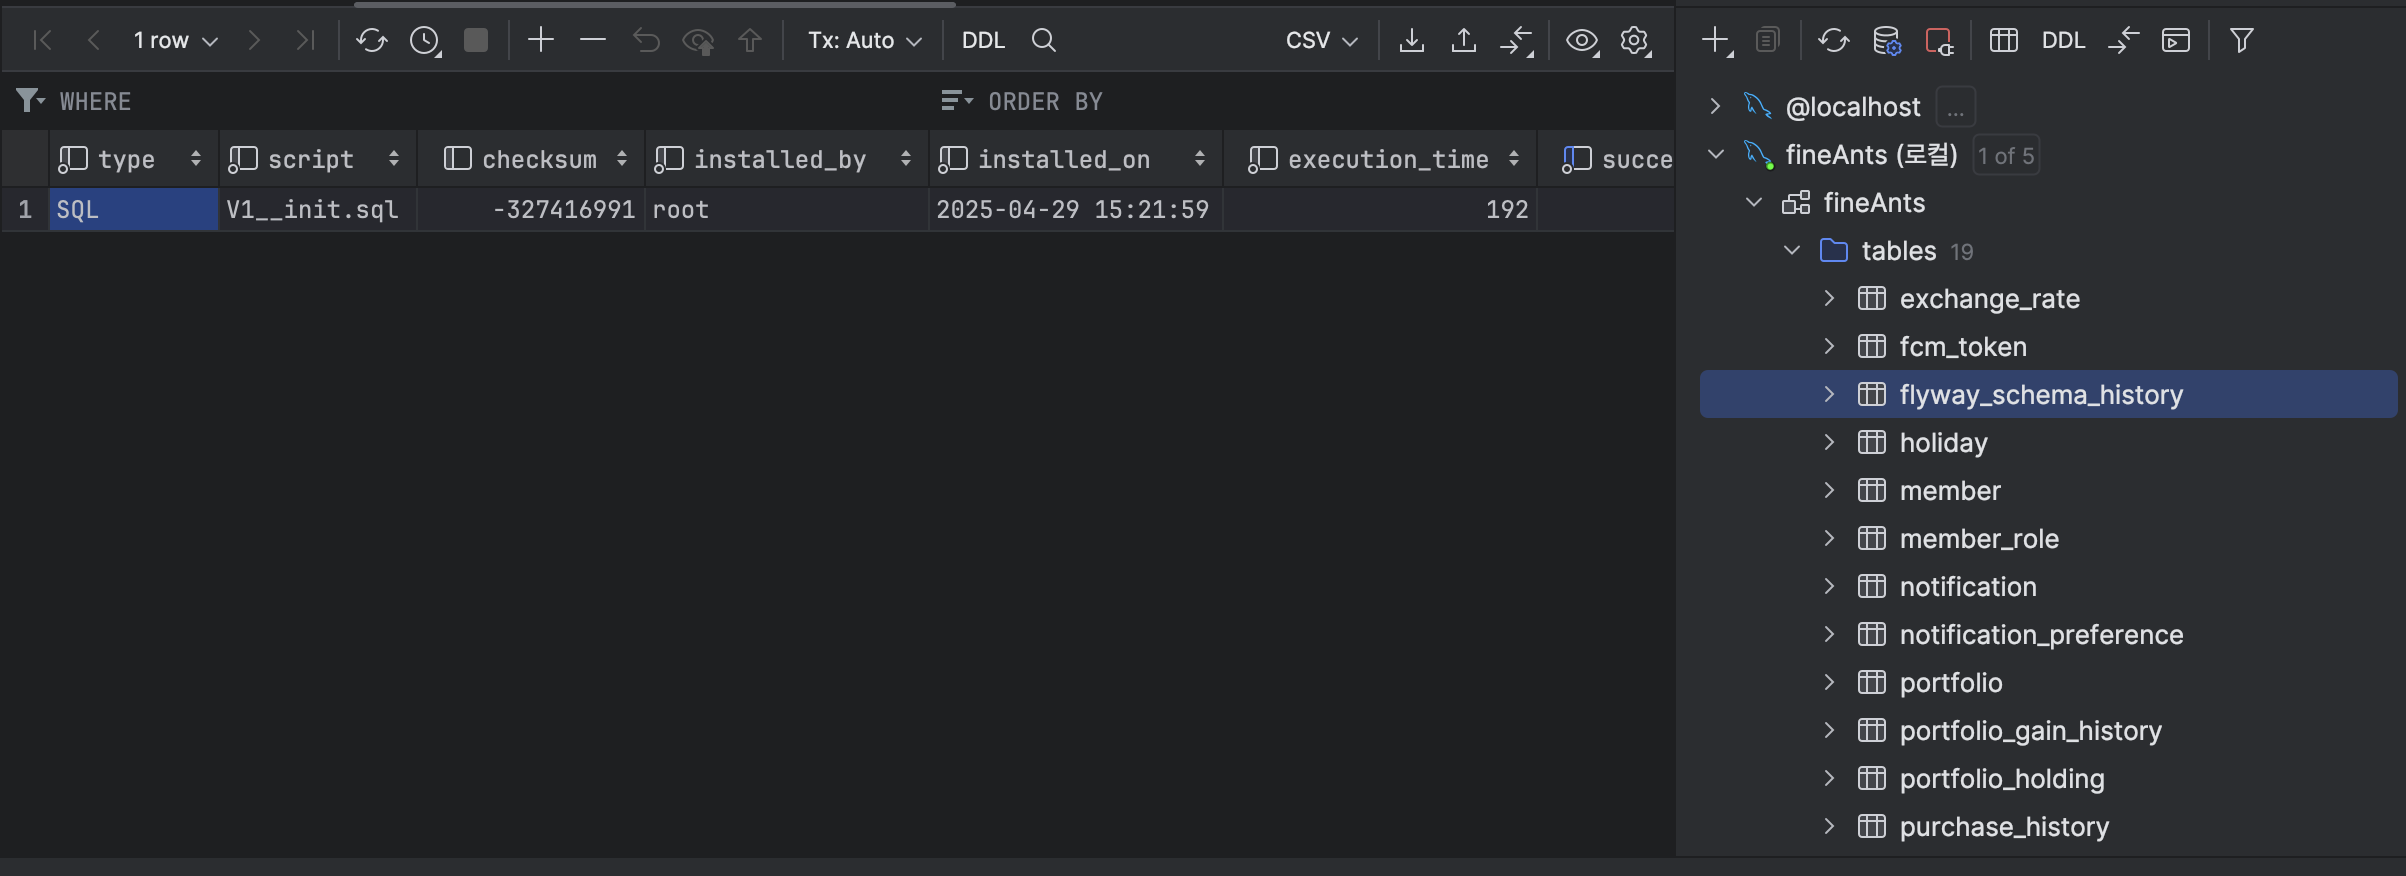 1 row Tx: Auto DDL CSV DDL
WHERE ORDER BY
type script checksum installed_by installed_on execution_time succe
1 SQL V1__init.sql -327416991 root 2025-04-29 15:21:59 192
@localhost ...
fineAnts (로컬) 1 of 5
fineAnts
tables 19
exchange_rate
fcm_token
flyway_schema_history
holiday
member
member_role
notification
notification_preference
portfolio
portfolio_gain_history
portfolio_holding
purchase_history